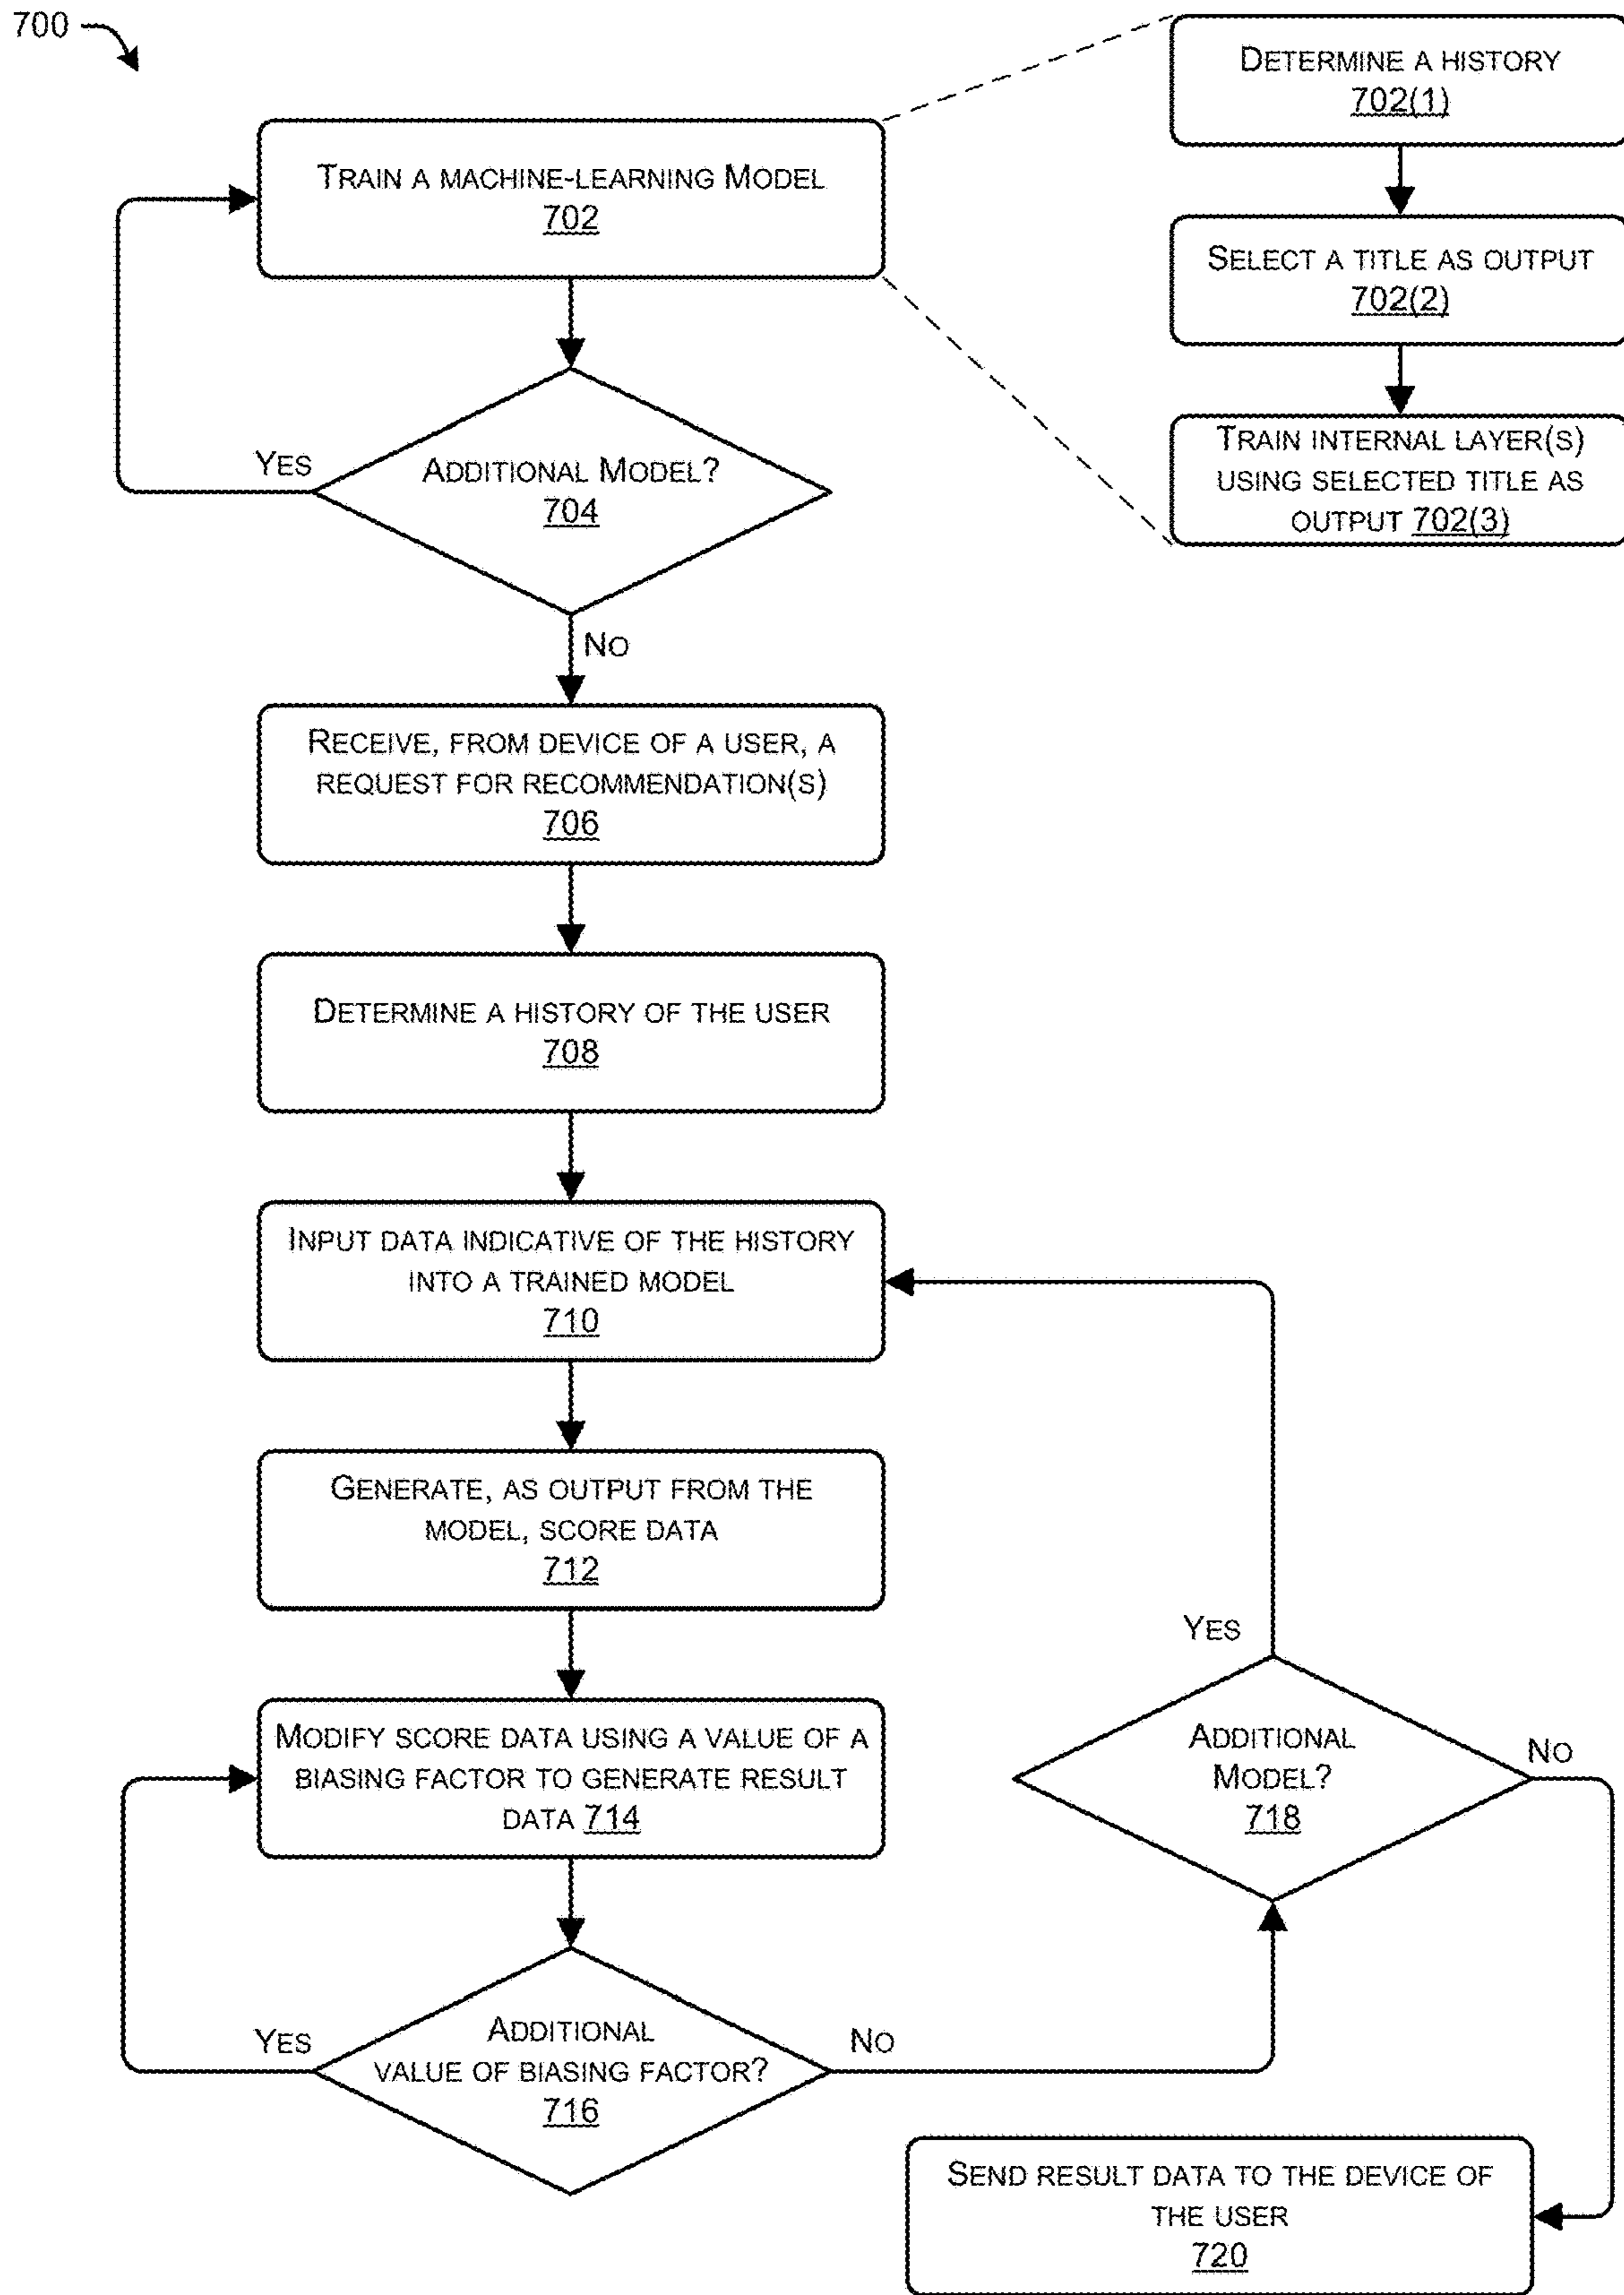 700
TRAIN A MACHINE-LEARNING MODEL
702
DETERMINE A HISTORY
702(1)
SELECT A TITLE AS OUTPUT
702(2)
TRAIN INTERNAL LAYER(S)
USING SELECTED TITLE AS
OUTPUT 702(3)
YES
ADDITIONAL MODEL?
704
NO
RECEIVE, FROM DEVICE OF A USER, A
REQUEST FOR RECOMMENDATION(S)
706
DETERMINE A HISTORY OF THE USER
708
INPUT DATA INDICATIVE OF THE HISTORY
INTO A TRAINED MODEL
710
GENERATE, AS OUTPUT FROM THE
MODEL, SCORE DATA
712
MODIFY SCORE DATA USING A VALUE OF A
BIASING FACTOR TO GENERATE RESULT
DATA 714
YES
ADDITIONAL
VALUE OF BIASING FACTOR?
716
NO
YES
ADDITIONAL
MODEL?
718
NO
SEND RESULT DATA TO THE DEVICE OF
THE USER
720